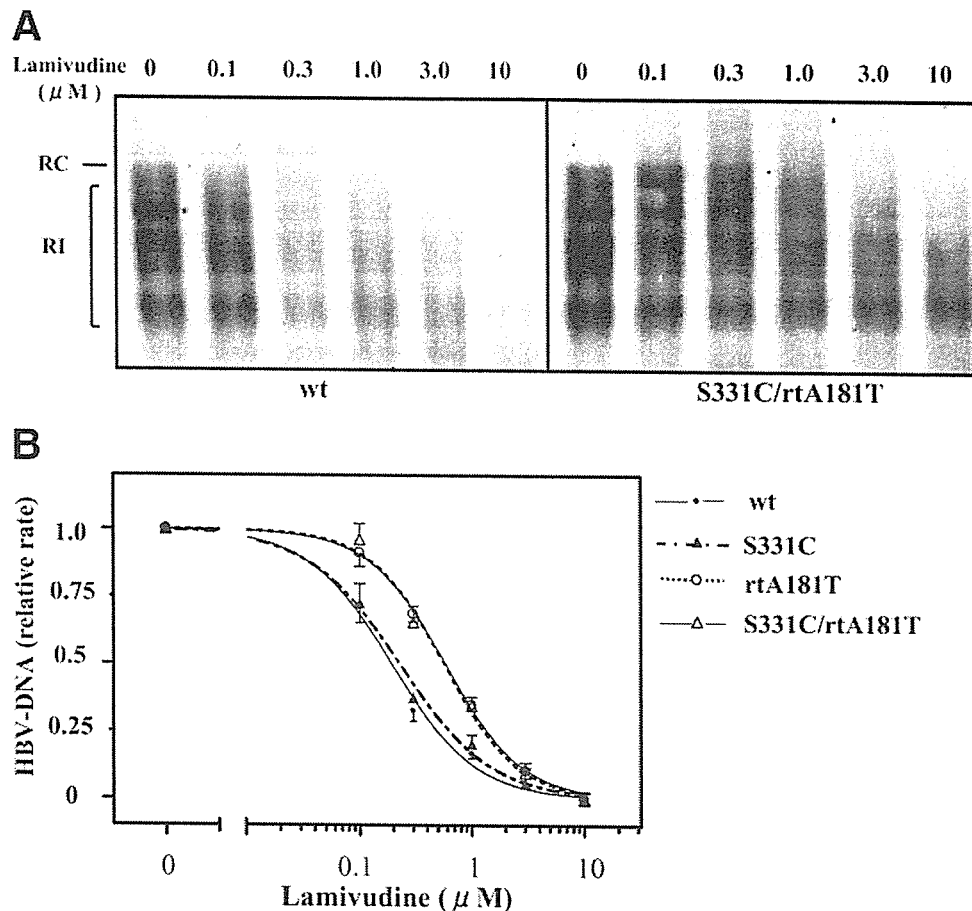 A
Lamivudine 0 0.1 0.3 1.0 3.0 10 0 0.1 0.3 1.0 3.0 10
(μM)
RC
RI
wt S331C/rtA181T
B
HBV-DNA (relative rate)
1.0
0.75
0.5
0.25
0
0 0.1 1 10
Lamivudine (μM)
wt
S331C
rtA181T
S331C/rtA181T